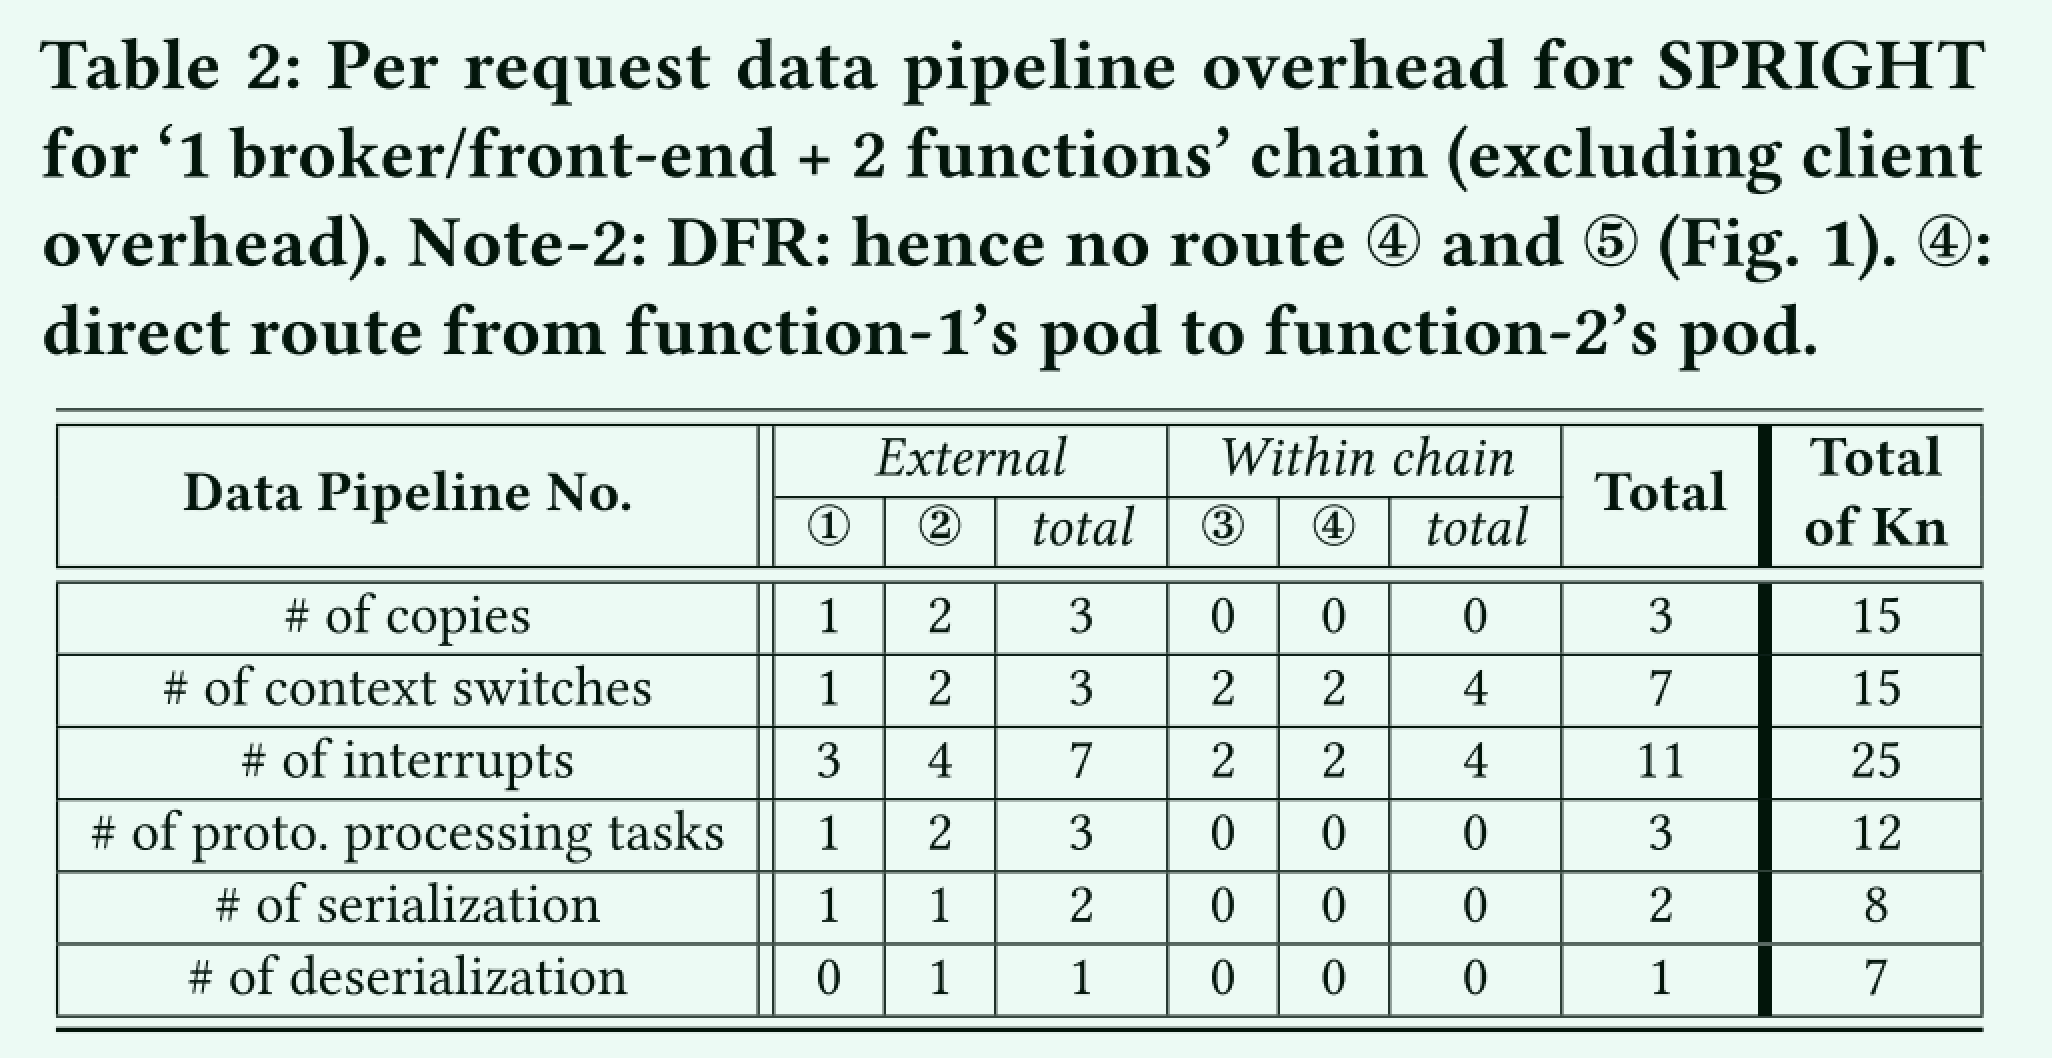 Table 2: Per request data pipeline overhead for SPRIGHT
for ‘1 broker/front-end + 2 functions’ chain (excluding client
overhead). Note-2: DFR: hence no route ④ and ⑤ (Fig. 1). ④:
direct route from function-1’s pod to function-2’s pod.
Data Pipeline No. External Within chain Total Total of Kn
① ② total ③ ④ total
# of copies 1 2 3 0 0 0 3 15
# of context switches 1 2 3 2 2 4 7 15
# of interrupts 3 4 7 2 2 4 11 25
# of proto. processing tasks 1 2 3 0 0 0 3 12
# of serialization 1 1 2 0 0 0 2 8
# of deserialization 0 1 1 0 0 0 1 7